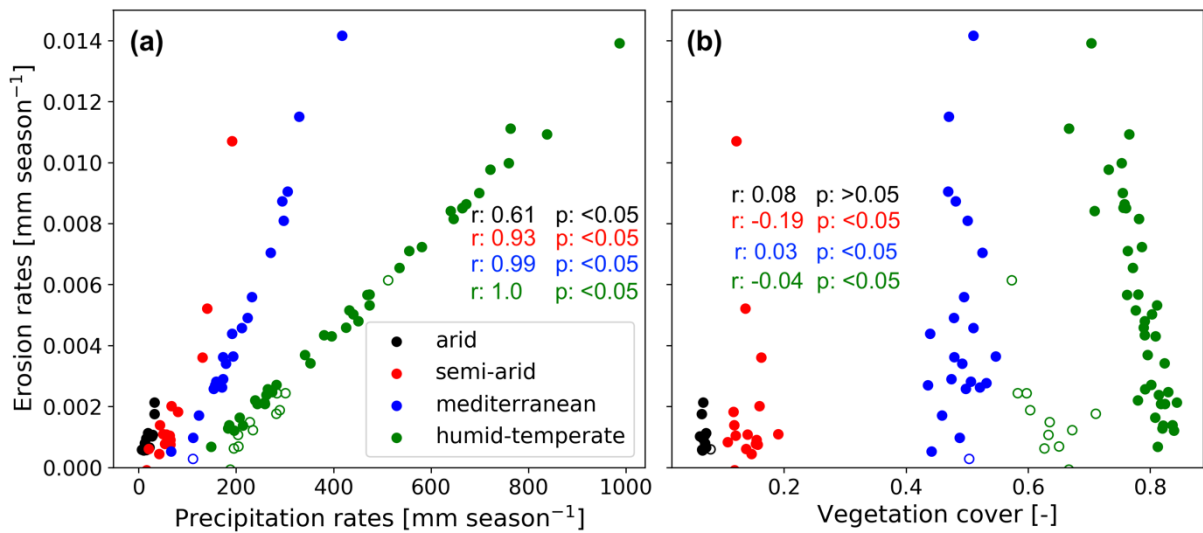 (a)
Erosion rates [mm season⁻¹]
0.014
0.012
0.010
0.008
0.006
0.004
0.002
0.000
r: 0.61 p: <0.05
r: 0.93 p: <0.05
r: 0.99 p: <0.05
r: 1.0 p: <0.05
arid
semi-arid
mediterranean
humid-temperate
0 200 400 600 800 1000
Precipitation rates [mm season⁻¹]
(b)
r: 0.08 p: >0.05
r: -0.19 p: <0.05
r: 0.03 p: <0.05
r: -0.04 p: <0.05
0.2 0.4 0.6 0.8
Vegetation cover [-]